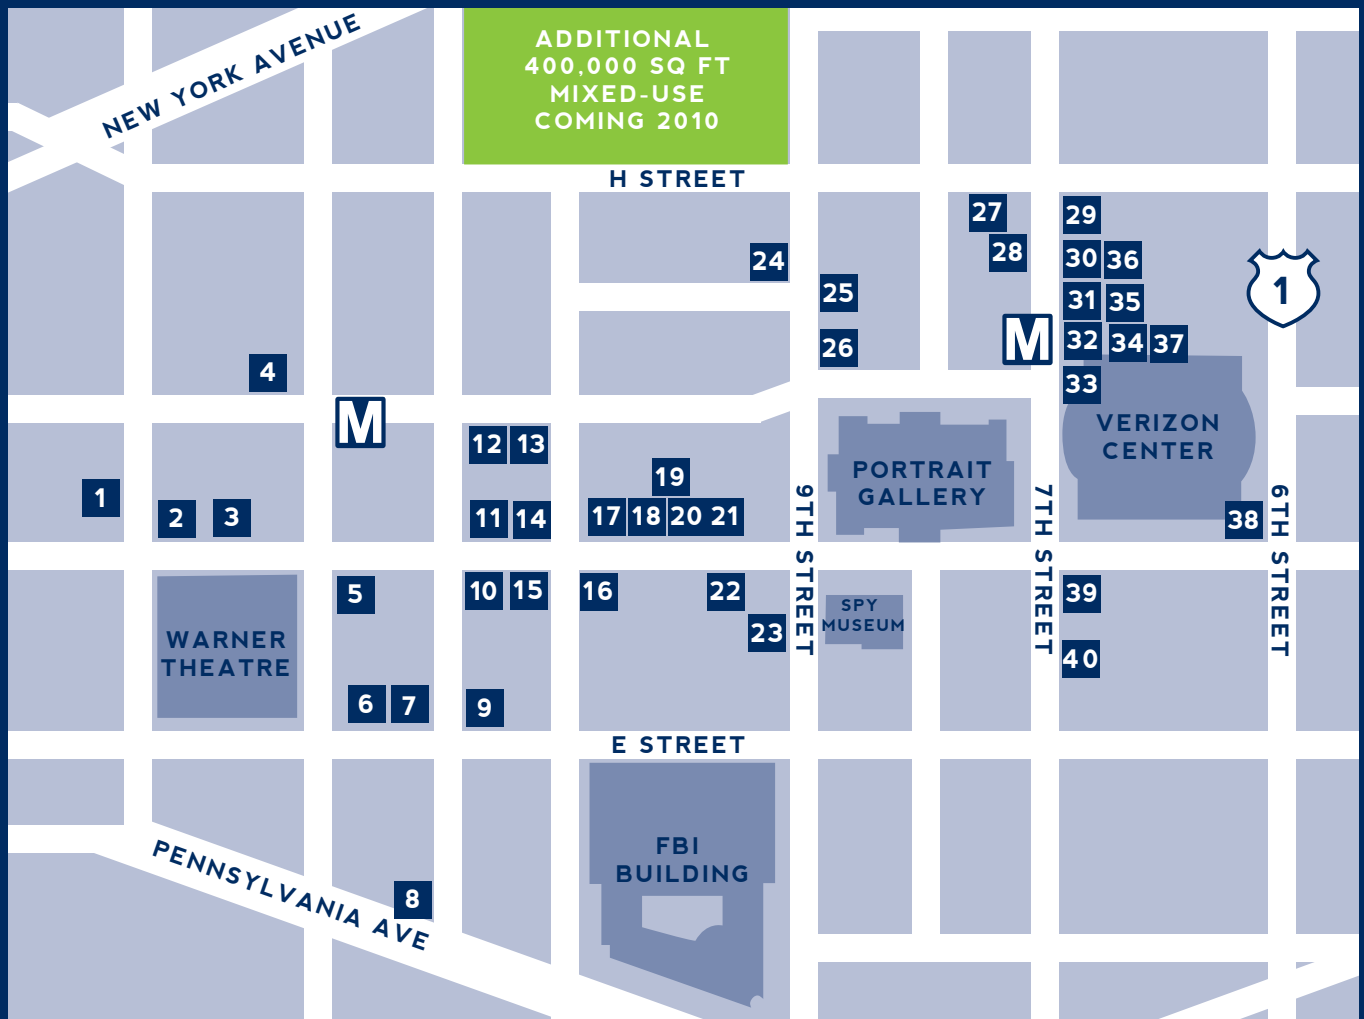 ADDITIONAL
400,000 SQ FT
MIXED-USE
COMING 2010
NEW YORK AVENUE
H STREET
27
29
28
24
30 36
1
25
31 35
26
M
32 34 37
4
33
M
VERIZON
CENTER
12 13
PORTRAIT
GALLERY
19
1
2 3
11 14
17 18 20 21
38
9TH STREET
7TH STREET
6TH STREET
5
10 15
16
22
39
SPY
MUSEUM
23
WARNER
THEATRE
40
6 7
9
E STREET
FBI
BUILDING
PENNSYLVANIA AVE
8